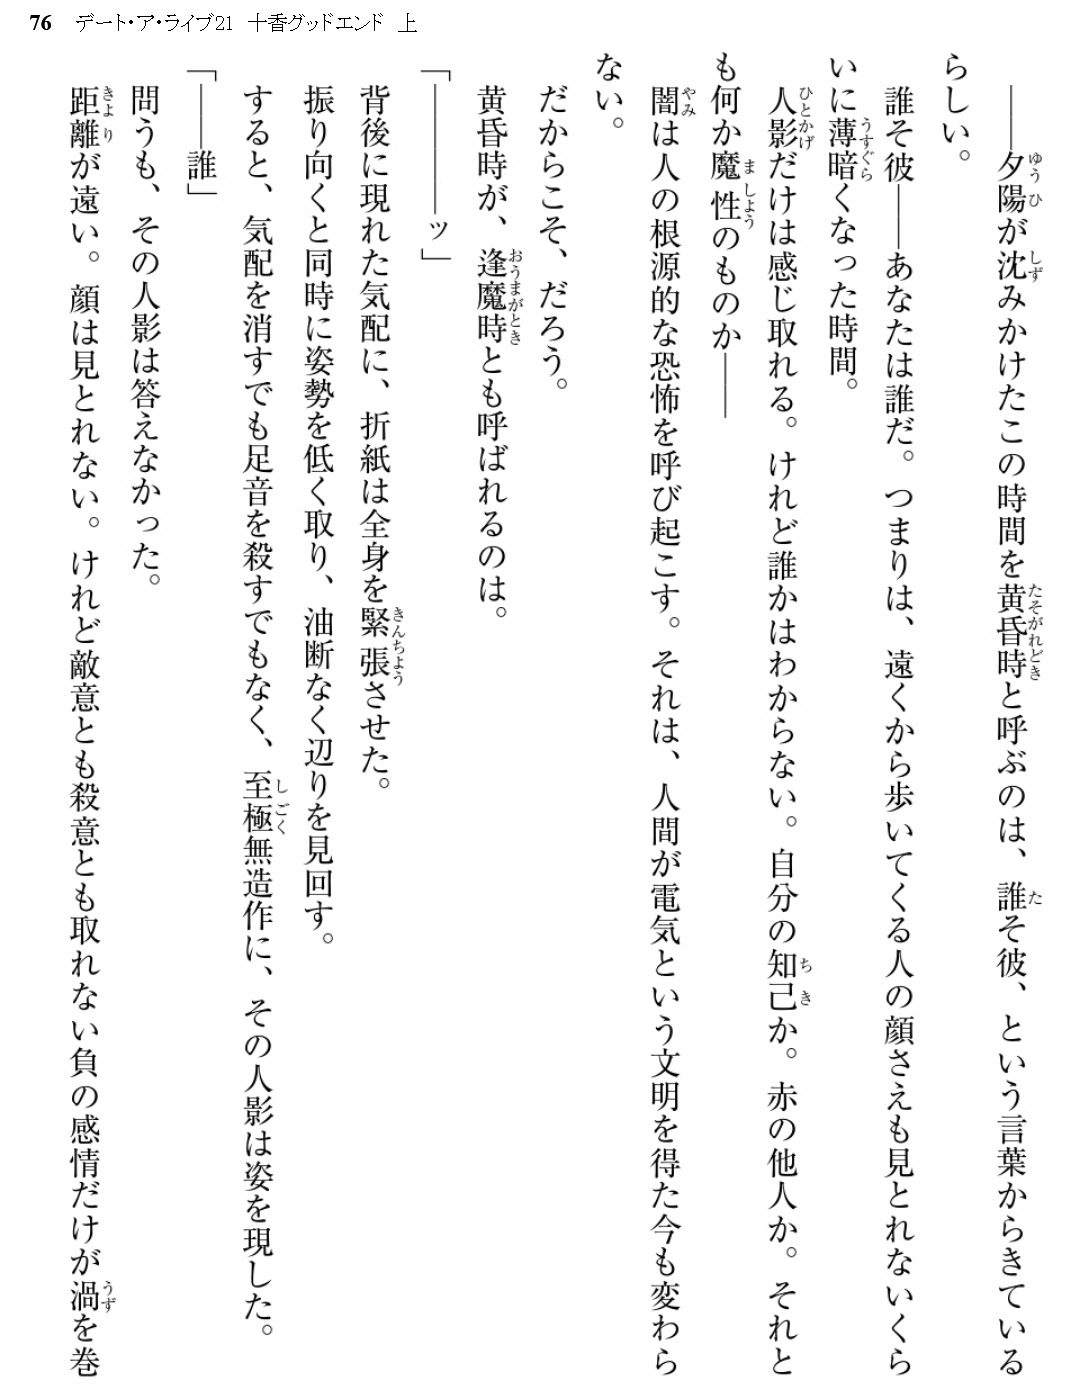 76 デート・ア・ライブ21 十香グッドエンド 上
――夕陽が沈みかけたこの時間を黄昏時と呼ぶのは、誰そ彼、という言葉からきている
らしい。
誰そ彼――あなたは誰だ。つまりは、遠くから歩いてくる人の顔さえも見とれないくら
いに薄暗くなった時間。
人影だけは感じ取れる。けれど誰かはわからない。自分の知己か。赤の他人か。それと
も何か魔性のものか――
闇は人の根源的な恐怖を呼び起こす。それは、人間が電気という文明を得た今も変わら
ない。
だからこそ、だろう。
黄昏時が、逢魔時とも呼ばれるのは。
「――――ッ」
背後に現れた気配に、折紙は全身を緊張させた。
振り向くと同時に姿勢を低く取り、油断なく辺りを見回す。
すると、気配を消すでも足音を殺すでもなく、至極無造作に、その人影は姿を現した。
「――誰」
問うも、その人影は答えなかった。
距離が遠い。顔は見とれない。けれど敵意とも殺意とも取れない負の感情だけが渦を巻